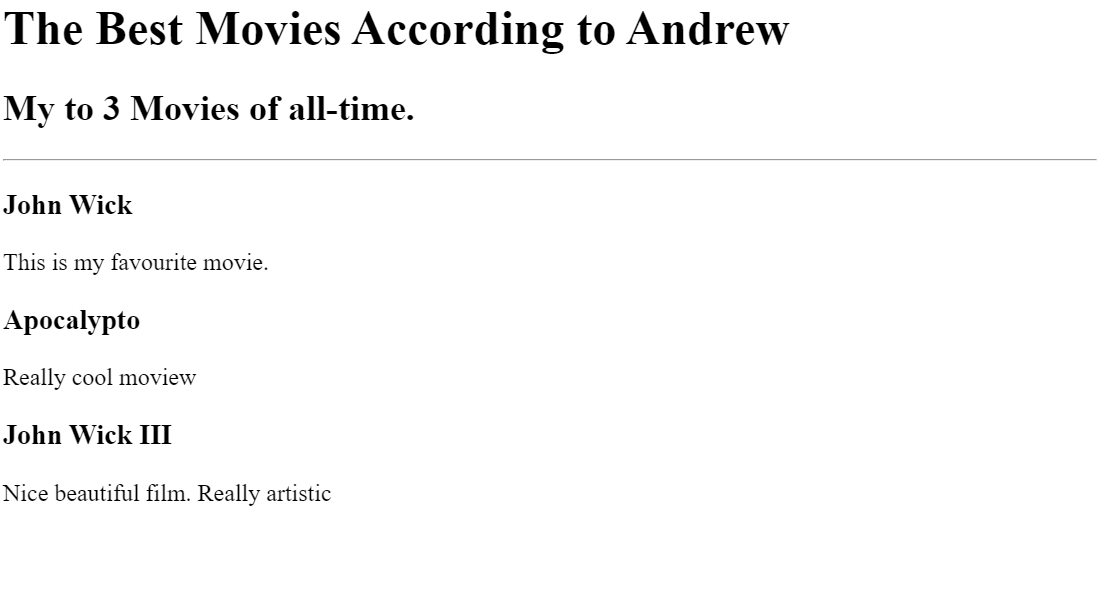 The Best Movies According to Andrew
My to 3 Movies of all-time.
John Wick
This is my favourite movie.
Apocalypto
Really cool moview
John Wick III
Nice beautiful film. Really artistic